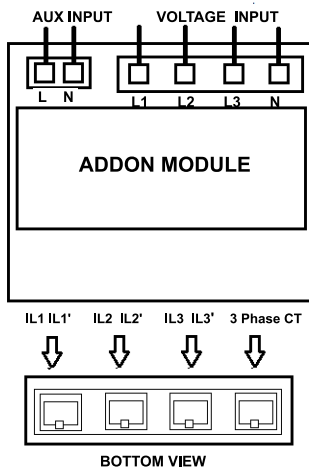 AUX INPUT VOLTAGE INPUT
L N L1 L2 L3 N
ADDON MODULE
IL1 IL1' IL2 IL2' IL3 IL3' 3 Phase CT
BOTTOM VIEW